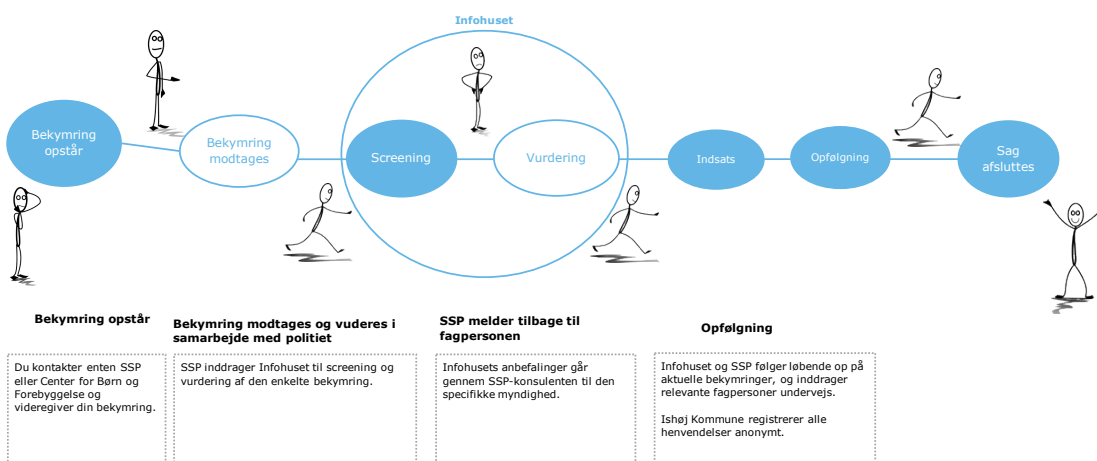 Infohuset
Bekymring
opstår
Bekymring
modtages
Screening
Vurdering
Indsats
Opfølgning
Sag
afsluttes
Bekymring opstår
Du kontakter enten SSP
eller Center for Børn og
Forebyggelse og
videregiver din bekymring.
Bekymring modtages og vuderes i
samarbejde med politiet
SSP inddrager Infohuset til screening og
vurdering af den enkelte bekymring.
SSP melder tilbage til
fagpersonen
Infohusets anbefalinger går
gennem SSP-konsulenten til den
specifikke myndighed.
Opfølgning
Infohuset og SSP følger løbende op på
aktuelle bekymringer, og inddrager
relevante fagpersoner undervejs.
Ishøj Kommune registrerer alle
henvendelser anonymt.